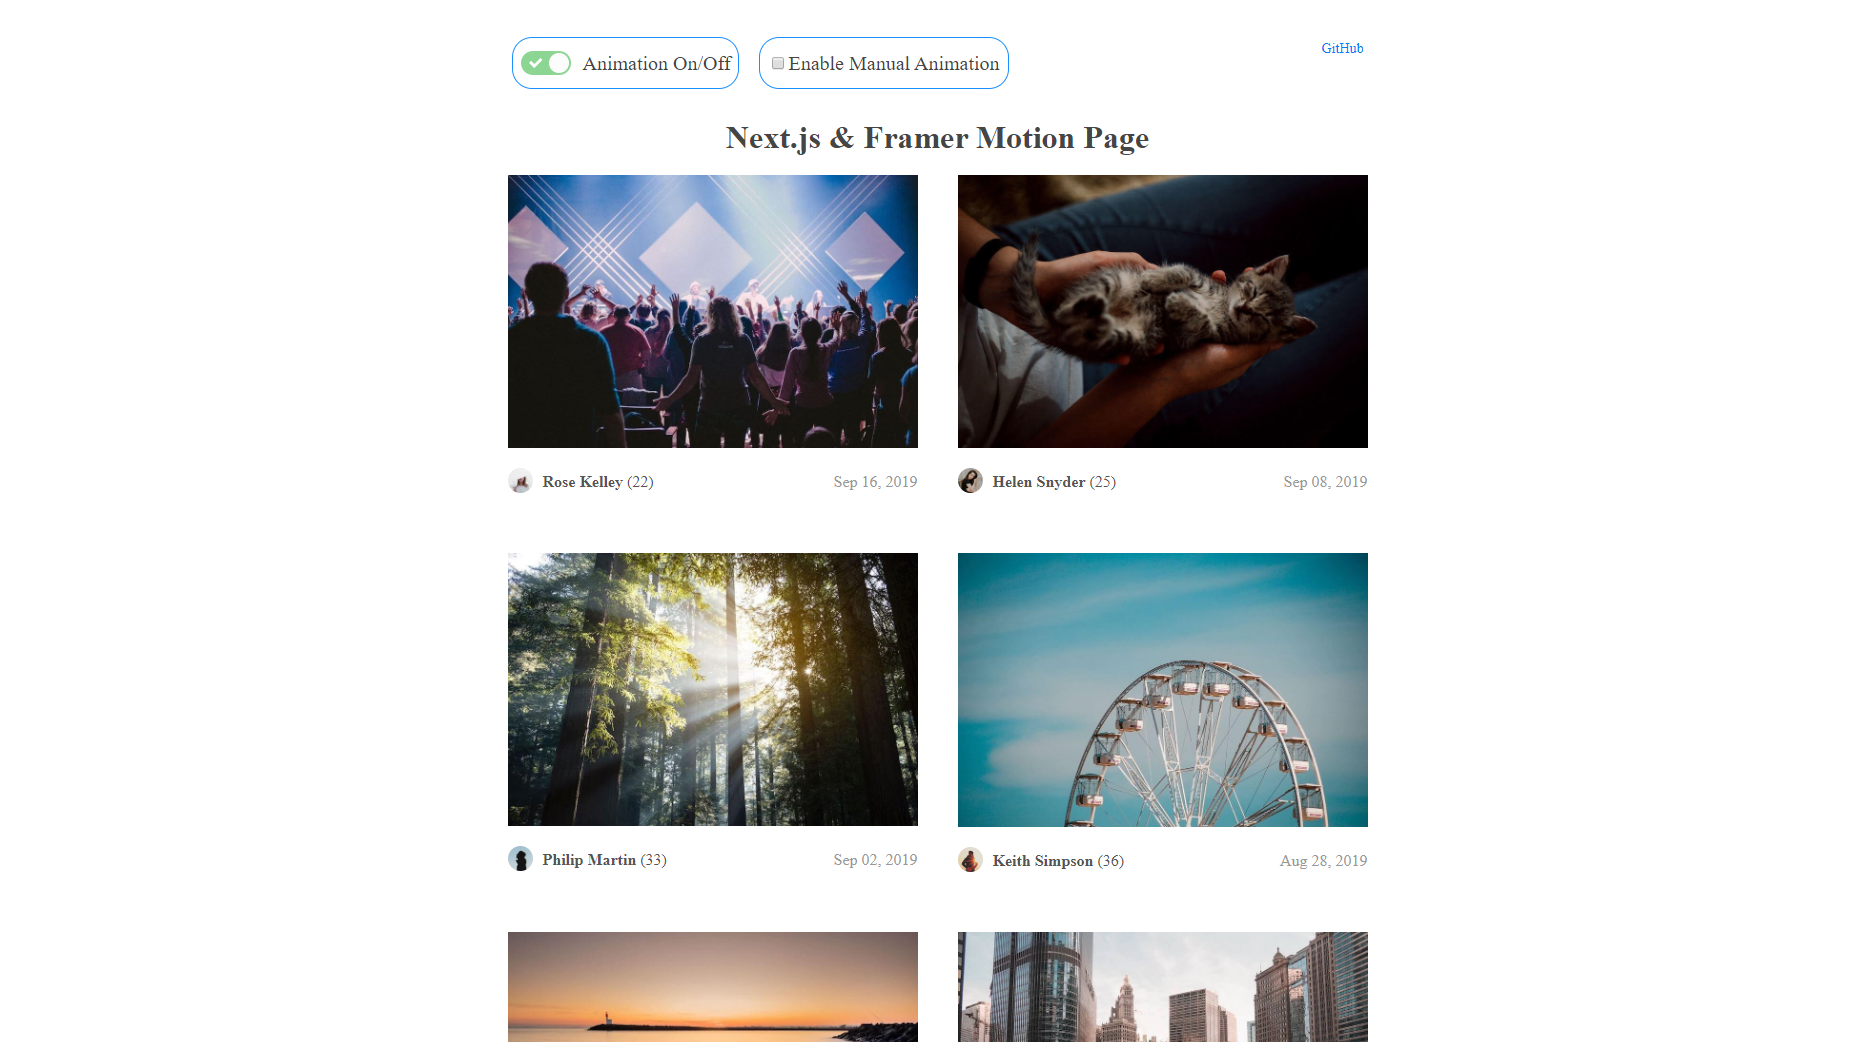 Animation On/Off
Enable Manual Animation
GitHub
Next.js & Framer Motion Page
Rose Kelley (22)
Sep 16, 2019
Helen Snyder (25)
Sep 08, 2019
Philip Martin (33)
Sep 02, 2019
Keith Simpson (36)
Aug 28, 2019